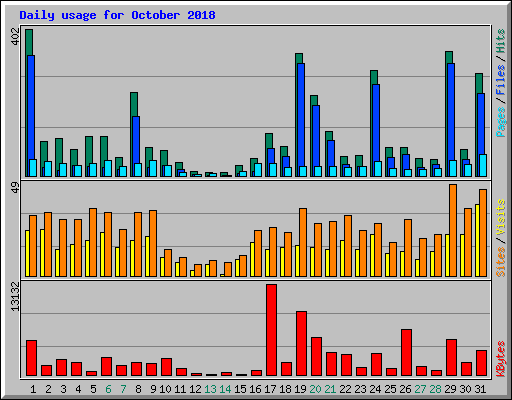 Daily usage for October 2018
402
Pages / Files / Hits
49
Sites / Visits
13132
KBytes
1 2 3 4 5 6 7 8 9 10 11 12 13 14 15 16 17 18 19 20 21 22 23 24 25 26 27 28 29 30 31